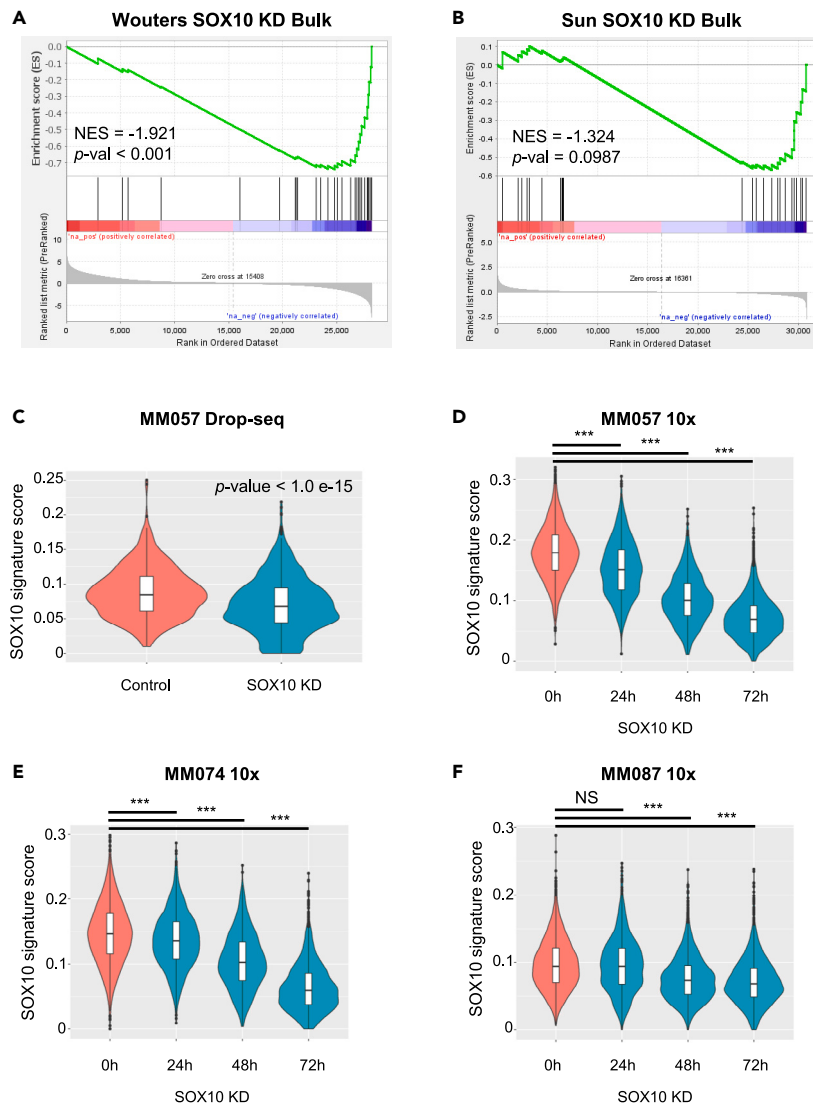 A
Wouters SOX10 KD Bulk
Enrichment score (ES)
0.0
-0.1
-0.2
-0.3
-0.4
-0.5
-0.6
-0.7
NES = -1.921
p-val < 0.001
'na_pos' (positively correlated)
Ranked list metric (PreRanked)
10
5
0
-5
Zero cross at 15408
'na_neg' (negatively correlated)
0 5,000 10,000 15,000 20,000 25,000
Rank in Ordered Dataset
B
Sun SOX10 KD Bulk
Enrichment score (ES)
0.1
0.0
-0.1
-0.2
-0.3
-0.4
-0.5
-0.6
NES = -1.324
p-val = 0.0987
'na_pos' (positively correlated)
Ranked list metric (PreRanked)
5.0
2.5
0.0
-2.5
Zero cross at 16361
'na_neg' (negatively correlated)
0 5,000 10,000 15,000 20,000 25,000 30,000
Rank in Ordered Dataset
C
MM057 Drop-seq
SOX10 signature score
0.25
0.2
0.15
0.1
0.05
0
p-value < 1.0 e-15
Control SOX10 KD
D
MM057 10x
*** *** ***
SOX10 signature score
0.3
0.2
0.1
0
0h 24h 48h 72h
SOX10 KD
E
MM074 10x
*** *** ***
SOX10 signature score
0.3
0.2
0.1
0
0h 24h 48h 72h
SOX10 KD
F
MM087 10x
NS *** ***
SOX10 signature score
0.3
0.2
0.1
0
0h 24h 48h 72h
SOX10 KD